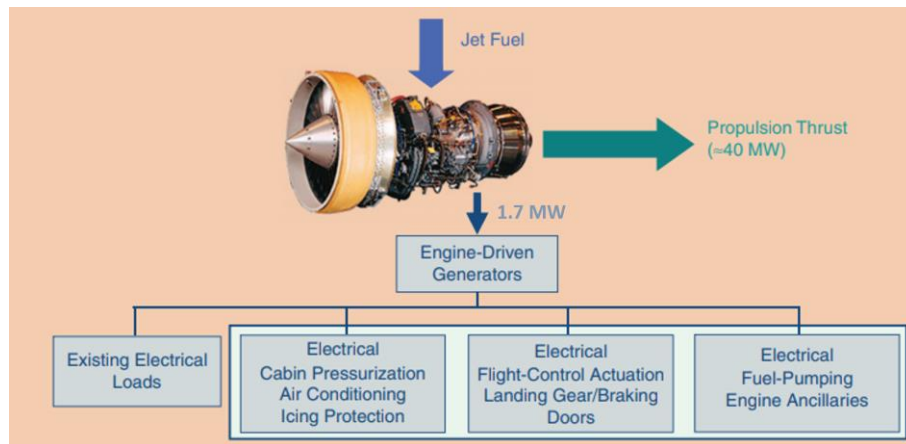 Jet Fuel
Propulsion Thrust
(≈40 MW)
1.7 MW
Engine-Driven
Generators
Existing Electrical
Loads
Electrical
Cabin Pressurization
Air Conditioning
Icing Protection
Electrical
Flight-Control Actuation
Landing Gear/Braking
Doors
Electrical
Fuel-Pumping
Engine Ancillaries